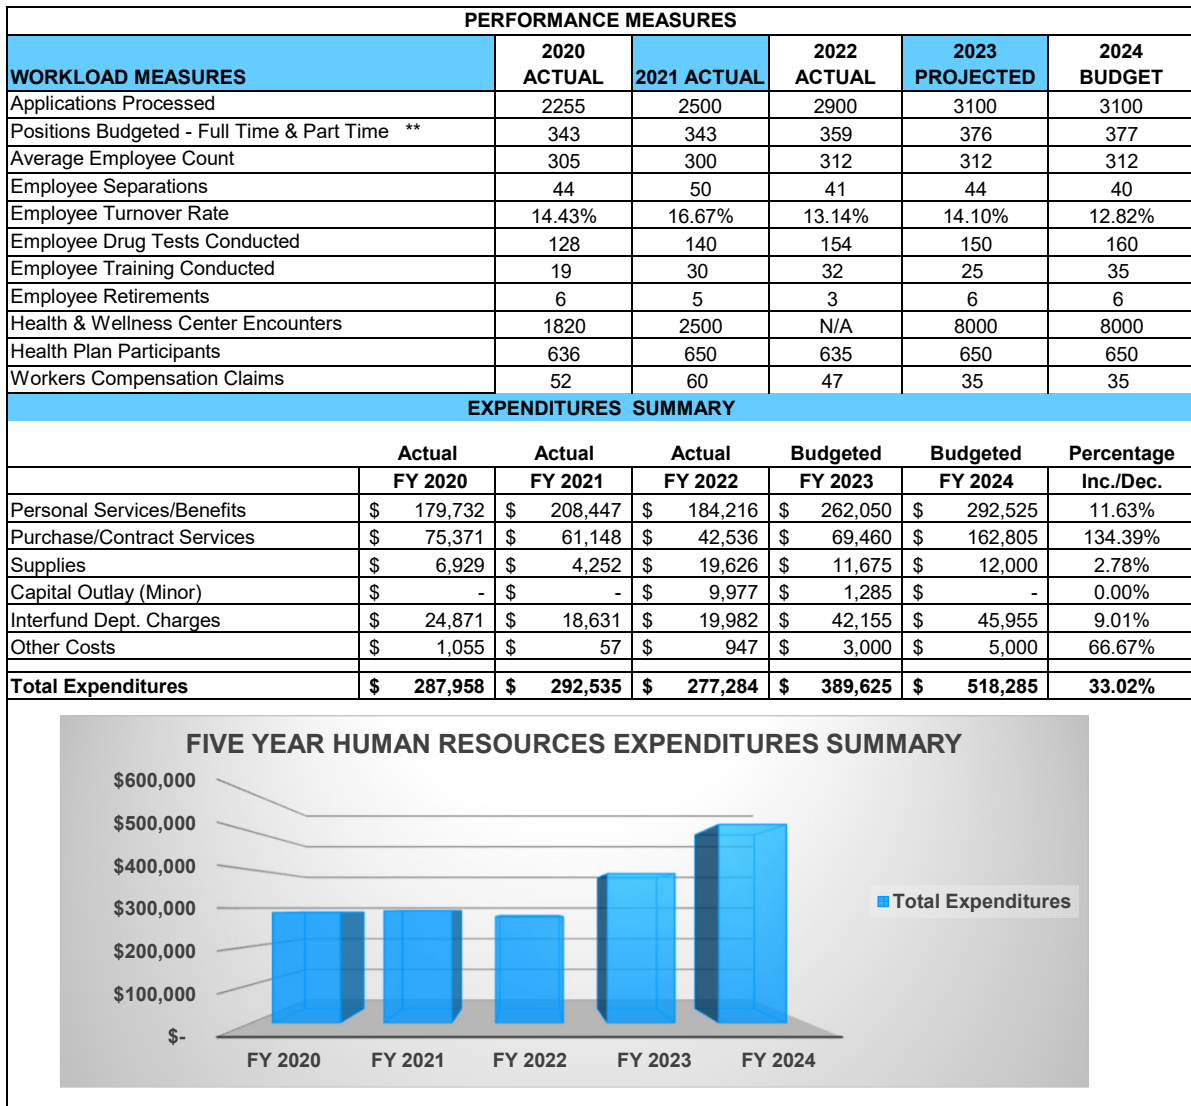 PERFORMANCE MEASURES
WORKLOAD MEASURES 2020 ACTUAL 2021 ACTUAL 2022 ACTUAL 2023 PROJECTED 2024 BUDGET
Applications Processed 2255 2500 2900 3100 3100
Positions Budgeted - Full Time & Part Time ** 343 343 359 376 377
Average Employee Count 305 300 312 312 312
Employee Separations 44 50 41 44 40
Employee Turnover Rate 14.43% 16.67% 13.14% 14.10% 12.82%
Employee Drug Tests Conducted 128 140 154 150 160
Employee Training Conducted 19 30 32 25 35
Employee Retirements 6 5 3 6 6
Health & Wellness Center Encounters 1820 2500 N/A 8000 8000
Health Plan Participants 636 650 635 650 650
Workers Compensation Claims 52 60 47 35 35
EXPENDITURES SUMMARY
Actual Actual Actual Budgeted Budgeted Percentage
FY 2020 FY 2021 FY 2022 FY 2023 FY 2024 Inc./Dec.
Personal Services/Benefits $ 179,732 $ 208,447 $ 184,216 $ 262,050 $ 292,525 11.63%
Purchase/Contract Services $ 75,371 $ 61,148 $ 42,536 $ 69,460 $ 162,805 134.39%
Supplies $ 6,929 $ 4,252 $ 19,626 $ 11,675 $ 12,000 2.78%
Capital Outlay (Minor) $ - $ - $ 9,977 $ 1,285 $ - 0.00%
Interfund Dept. Charges $ 24,871 $ 18,631 $ 19,982 $ 42,155 $ 45,955 9.01%
Other Costs $ 1,055 $ 57 $ 947 $ 3,000 $ 5,000 66.67%
Total Expenditures $ 287,958 $ 292,535 $ 277,284 $ 389,625 $ 518,285 33.02%
FIVE YEAR HUMAN RESOURCES EXPENDITURES SUMMARY
$600,000
$500,000
$400,000
$300,000
$200,000
$100,000
$-
FY 2020 FY 2021 FY 2022 FY 2023 FY 2024
Total Expenditures